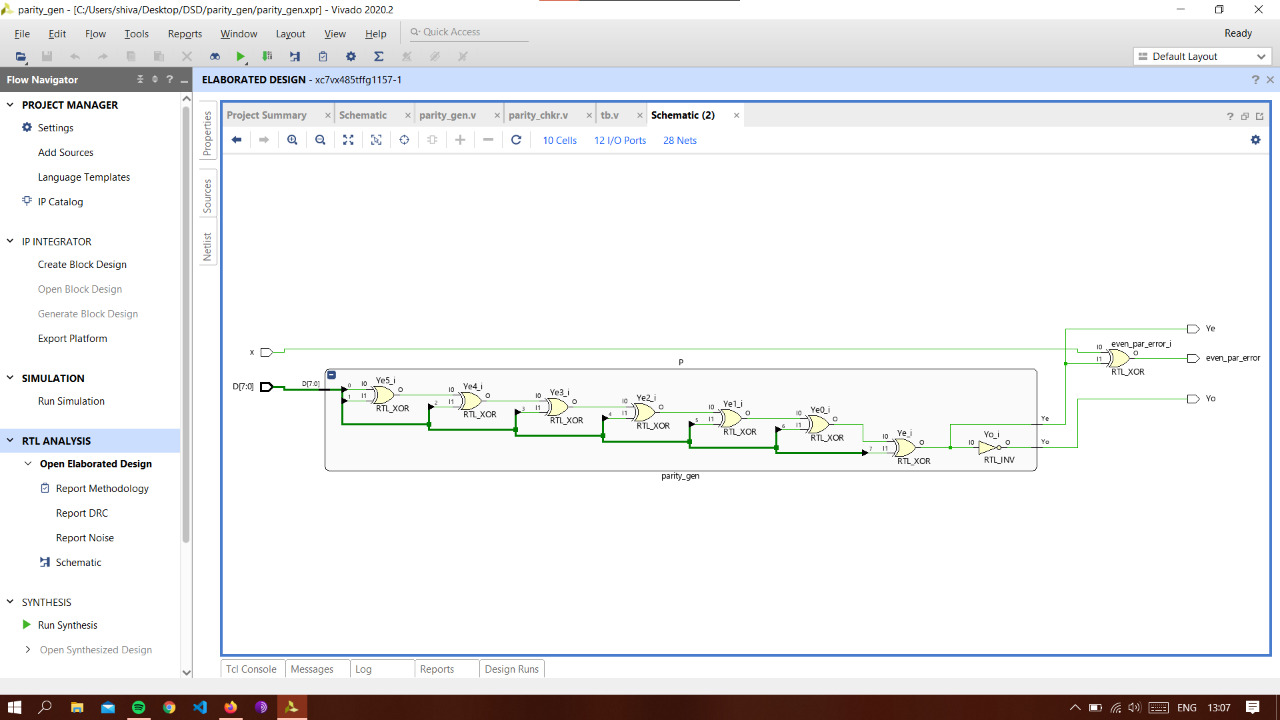 parity_gen - [C:/Users/shiva/Desktop/DSD/parity_gen/parity_gen.xpr] - Vivado 2020.2
File Edit Flow Tools Reports Window Layout View Help Quick Access Ready
Default Layout
Flow Navigator
ELABORATED DESIGN - xc7vx485tffg1157-1
PROJECT MANAGER
Settings
Add Sources
Language Templates
IP Catalog
IP INTEGRATOR
Create Block Design
Open Block Design
Generate Block Design
Export Platform
SIMULATION
Run Simulation
RTL ANALYSIS
Open Elaborated Design
Report Methodology
Report DRC
Report Noise
Schematic
SYNTHESIS
Run Synthesis
Open Synthesized Design
Properties
Sources
Netlist
Project Summary Schematic parity_gen.v parity_chkr.v tb.v Schematic (2)
10 Cells 12 I/O Ports 28 Nets
Ye
x
I0 even_par_error_i
I1 O even_par_error
RTL_XOR
p
D[7:0] D[7:0]
0 I0 Ye5_i O
1 I1 RTL_XOR
I0 Ye4_i O
2 I1 RTL_XOR
I0 Ye3_i O
3 I1 RTL_XOR
I0 Ye2_i O
4 I1 RTL_XOR
I0 Ye1_i O
5 I1 RTL_XOR
I0 Ye0_i O
6 I1 RTL_XOR
I0 Ye_i O
7 I1 RTL_XOR
I0 Yo_i O
RTL_INV
Ye
Yo
Yo
parity_gen
Tcl Console Messages Log Reports Design Runs
ENG 13:07